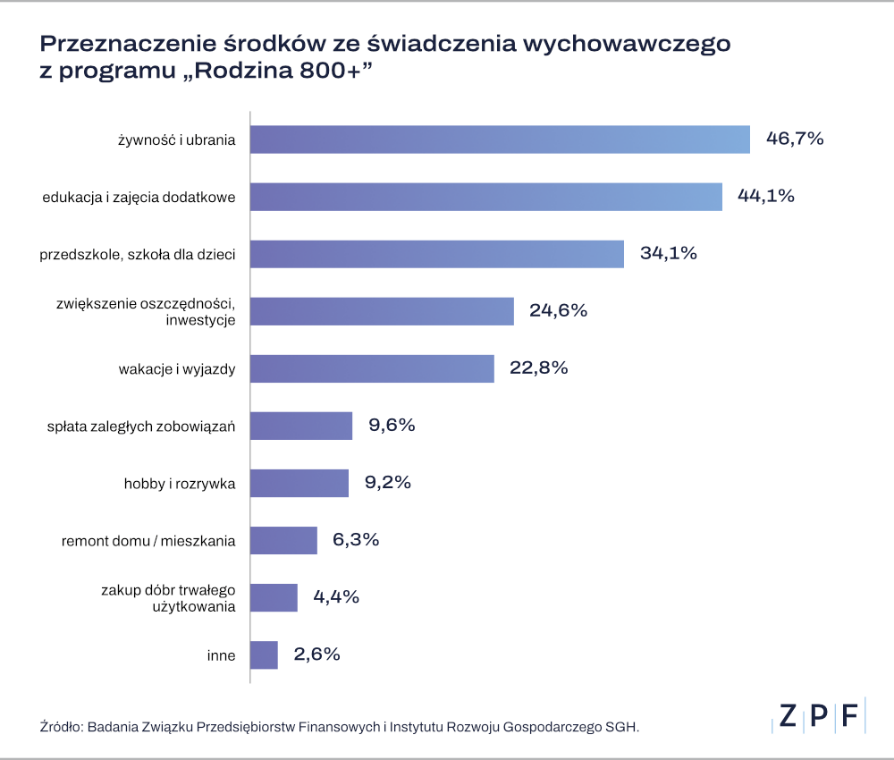 Przeznaczenie środków ze świadczenia wychowawczego
z programu „Rodzina 800+”
żywność i ubrania 46,7%
edukacja i zajęcia dodatkowe 44,1%
przedszkole, szkoła dla dzieci 34,1%
zwiększenie oszczędności,
inwestycje 24,6%
wakacje i wyjazdy 22,8%
spłata zaległych zobowiązań 9,6%
hobby i rozrywka 9,2%
remont domu / mieszkania 6,3%
zakup dóbr trwałego
użytkowania 4,4%
inne 2,6%
Źródło: Badania Związku Przedsiębiorstw Finansowych i Instytutu Rozwoju Gospodarczego SGH.
ZPF